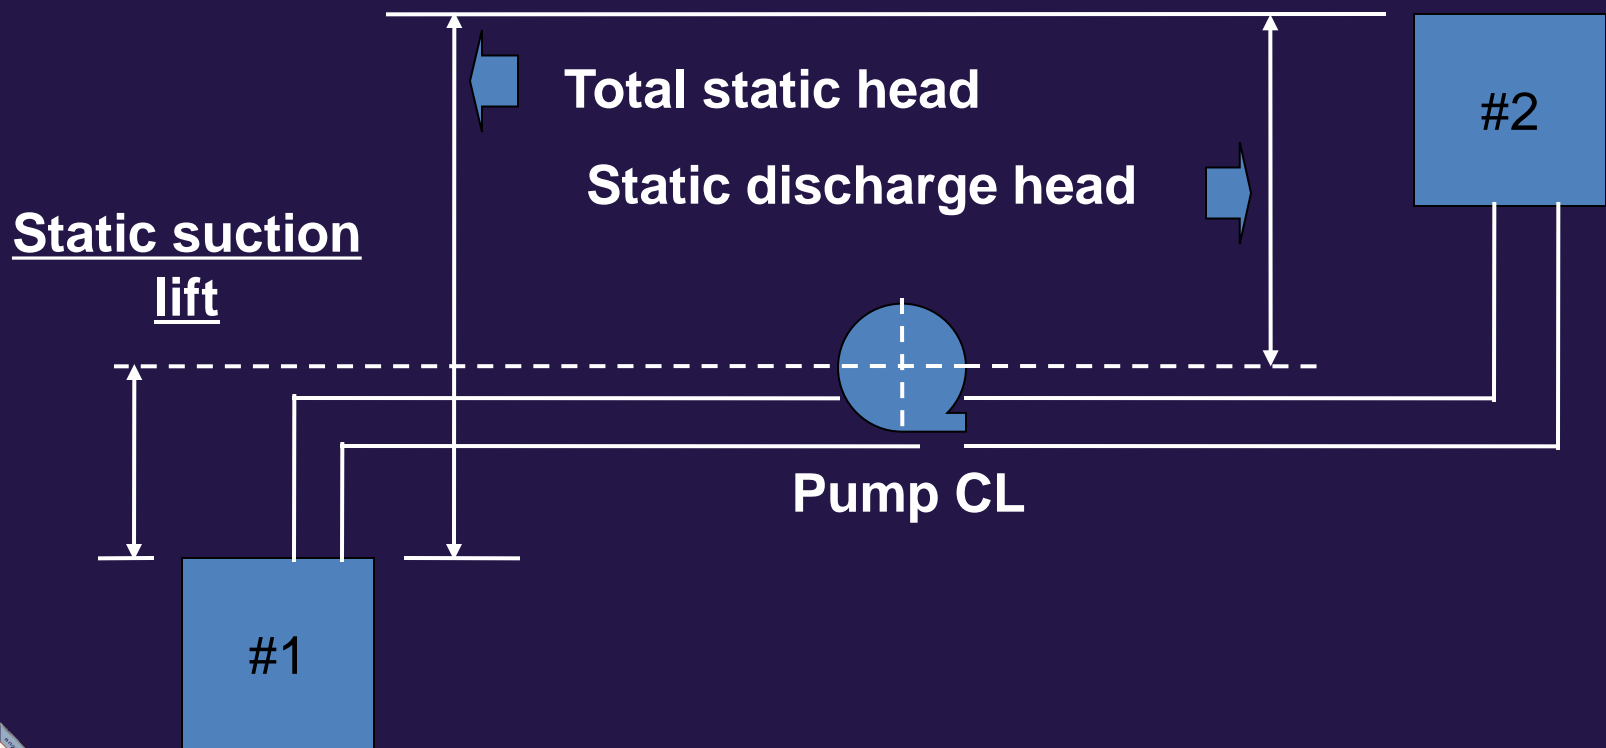 Total static head
#2
Static discharge head
Static suction
lift
Pump CL
#1